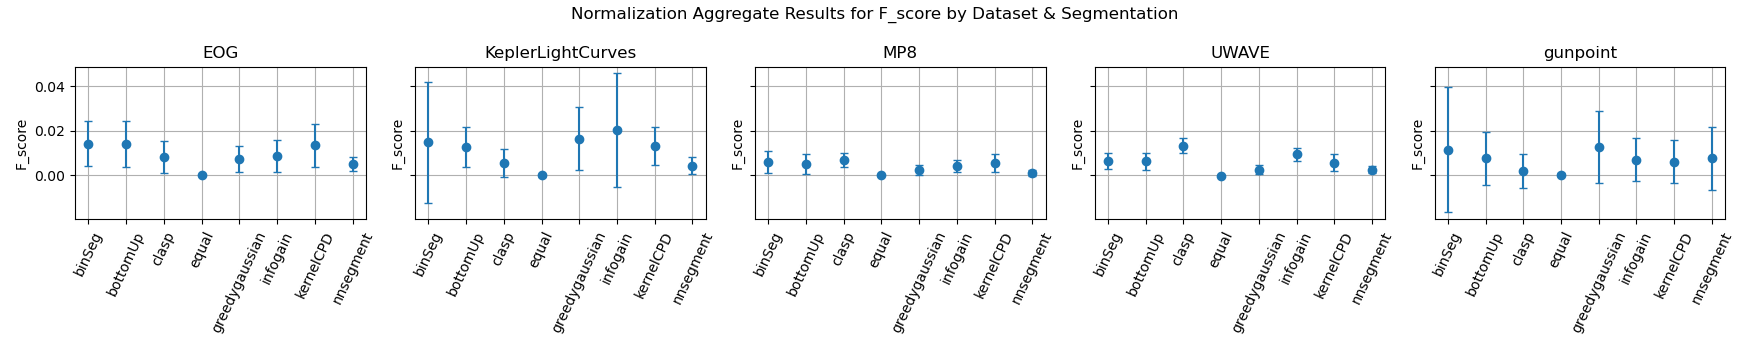 Normalization Aggregate Results for F_score by Dataset & Segmentation
EOG
KeplerLightCurves
MP8
UWAVE
gunpoint
0.04
0.02
0.00
F_score
F_score
F_score
F_score
F_score
binSeg
bottomUp
clasp
equal
greedygaussian
infogain
kernelCPD
nnsegment
binSeg
bottomUp
clasp
equal
greedygaussian
infogain
kernelCPD
nnsegment
binSeg
bottomUp
clasp
equal
greedygaussian
infogain
kernelCPD
nnsegment
binSeg
bottomUp
clasp
equal
greedygaussian
infogain
kernelCPD
nnsegment
binSeg
bottomUp
clasp
equal
greedygaussian
infogain
kernelCPD
nnsegment